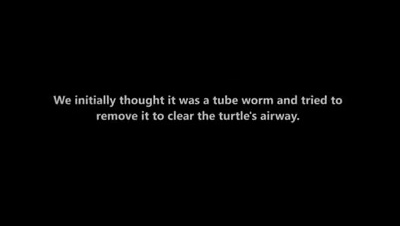 We initially thought it was a tube worm and tried to
remove it to clear the turtle's airway.